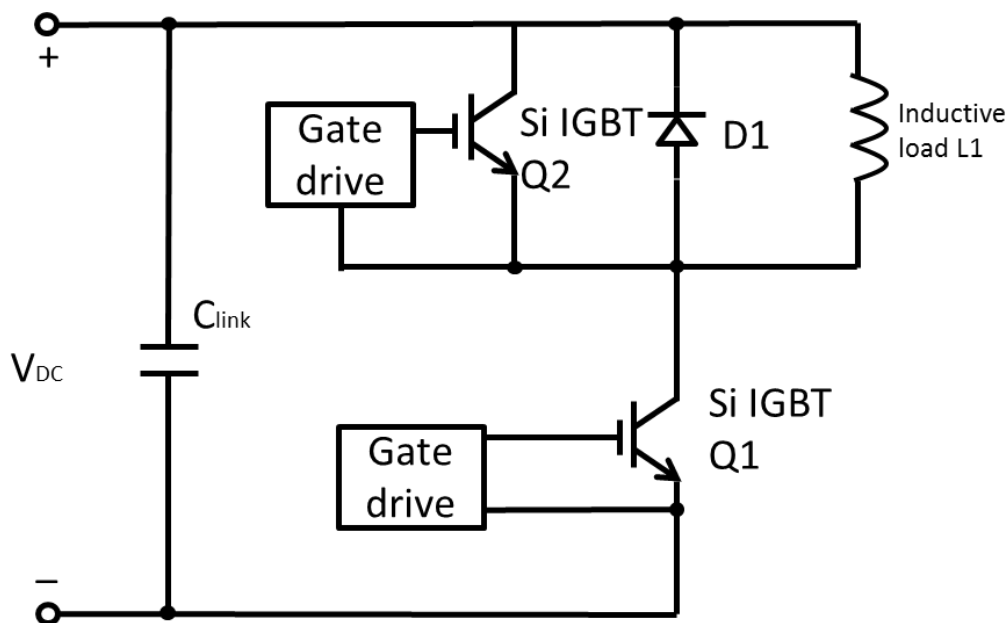 +
Gate
drive
Si IGBT
Q2
D1
Inductive
load L1
Clink
VDC
Gate
drive
Si IGBT
Q1
–